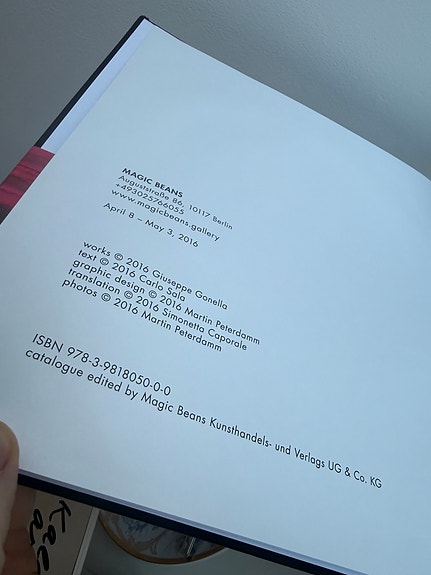 MAGIC BEANS
Auguststraße 86, 10117 Berlin
+493025766055
www.magicbeans.gallery
April 8 – May 3, 2016
works © 2016 Giuseppe Gonella
text © 2016 Carlo Sala
graphic design © 2016 Martin Peterdamm
translation © 2016 Simonetta Caporale
photos © 2016 Martin Peterdamm
ISBN 978-3-9818050-0-0
catalogue edited by Magic Beans Kunsthandels- und Verlags UG & Co. KG